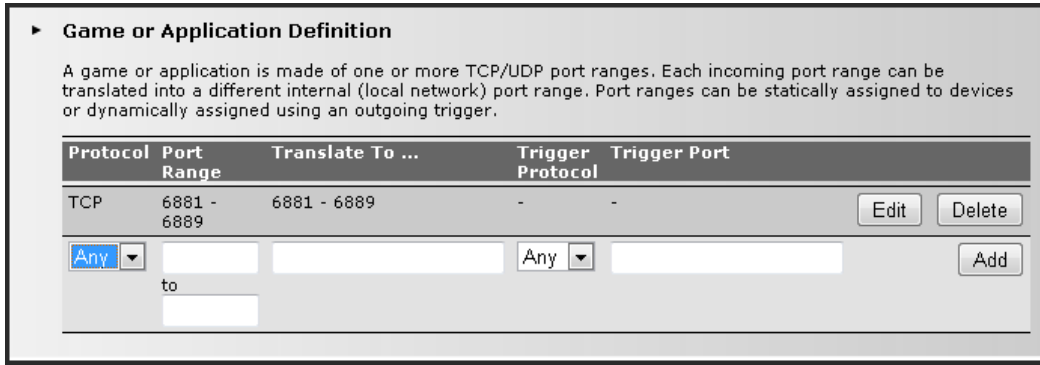 Game or Application Definition
A game or application is made of one or more TCP/UDP port ranges. Each incoming port range can be
translated into a different internal (local network) port range. Port ranges can be statically assigned to devices
or dynamically assigned using an outgoing trigger.
Protocol Port Range Translate To ... Trigger Protocol Trigger Port
TCP 6881 - 6889 6881 - 6889 - - Edit Delete
Any Any Add
to